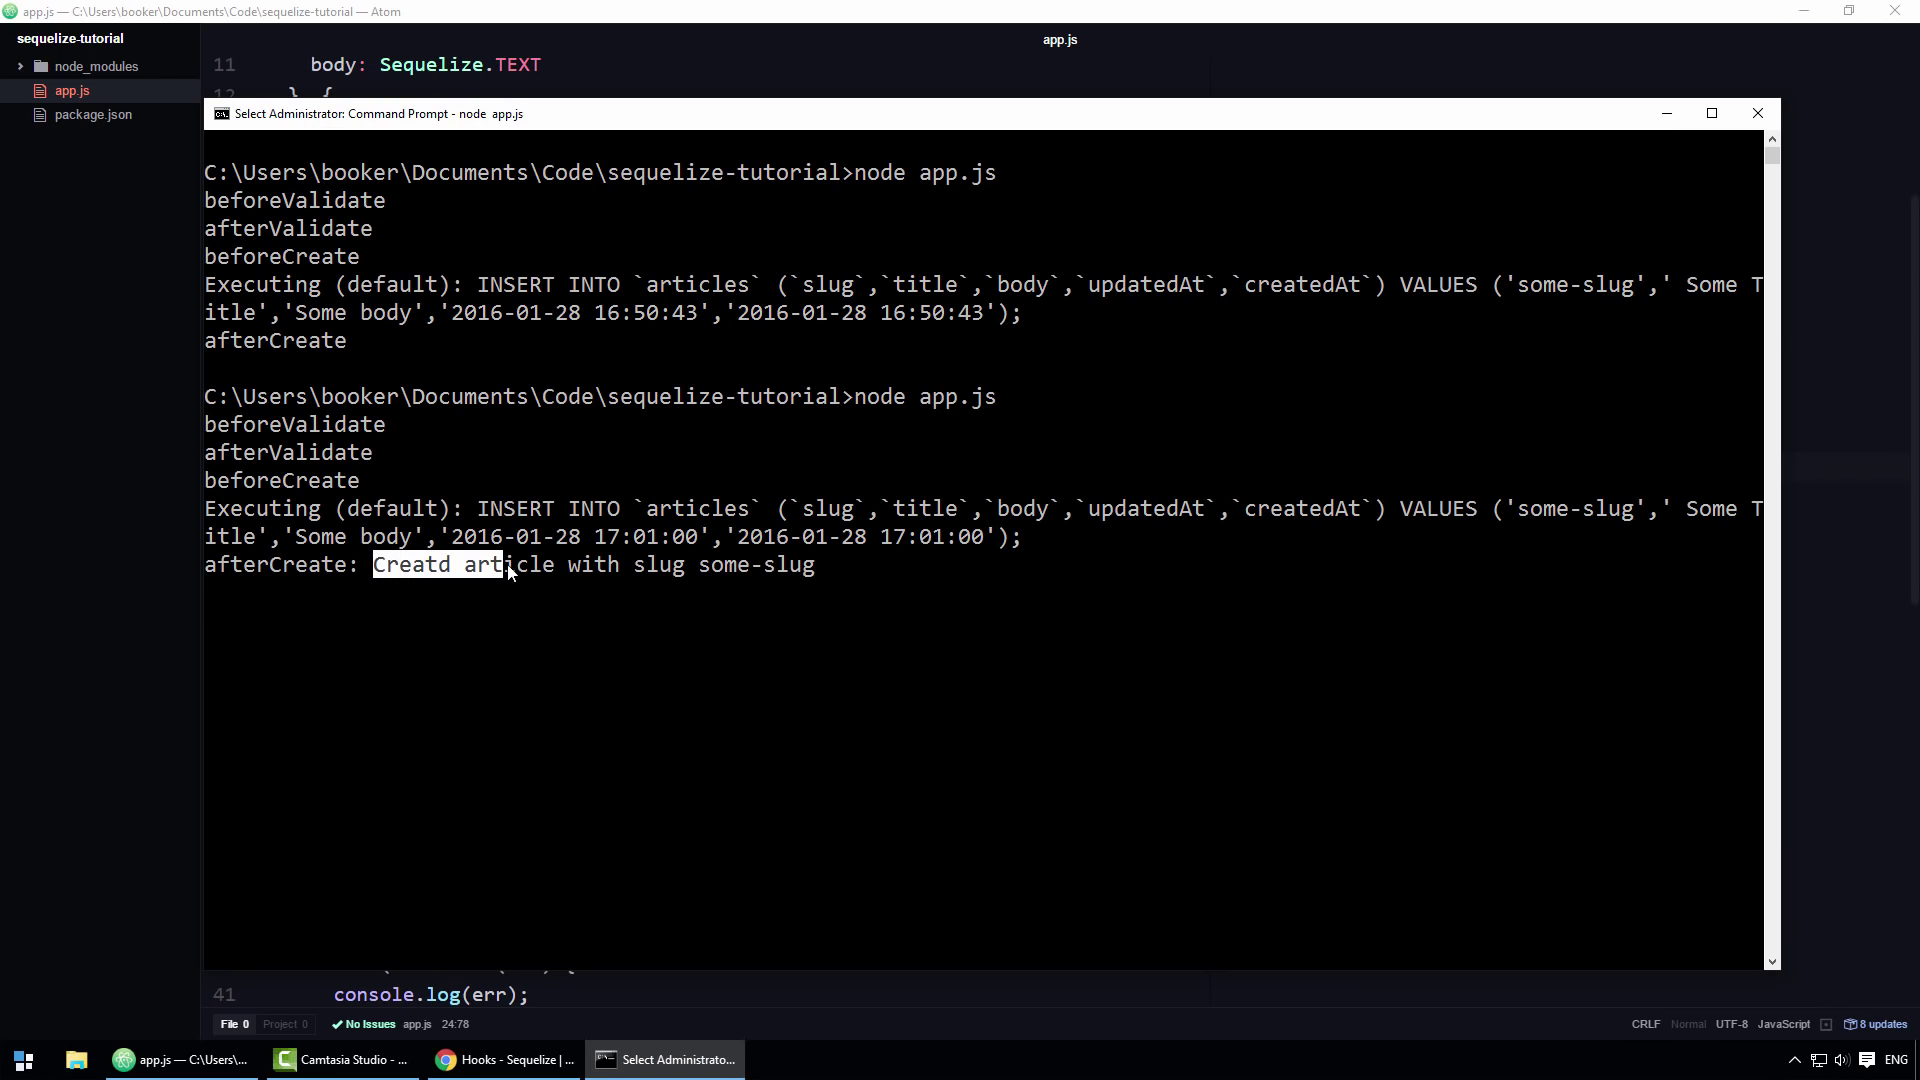 app.js — C:\Users\booker\Documents\Code\sequelize-tutorial — Atom
sequelize-tutorial
node_modules
app.js
package.json
app.js
11 body: Sequelize.TEXT
12 }, {
Select Administrator: Command Prompt - node app.js
C:\Users\booker\Documents\Code\sequelize-tutorial>node app.js
beforeValidate
afterValidate
beforeCreate
Executing (default): INSERT INTO `articles` (`slug`,`title`,`body`,`updatedAt`,`createdAt`) VALUES ('some-slug',' Some T
itle','Some body','2016-01-28 16:50:43','2016-01-28 16:50:43');
afterCreate
C:\Users\booker\Documents\Code\sequelize-tutorial>node app.js
beforeValidate
afterValidate
beforeCreate
Executing (default): INSERT INTO `articles` (`slug`,`title`,`body`,`updatedAt`,`createdAt`) VALUES ('some-slug',' Some T
itle','Some body','2016-01-28 17:01:00','2016-01-28 17:01:00');
afterCreate: Creatd article with slug some-slug
41 console.log(err);
File 0 Project 0 No Issues app.js 24:78 CRLF Normal UTF-8 JavaScript 8 updates
app.js — C:\Users\... Camtasia Studio - ... Hooks - Sequelize | ... Select Administrato... ENG